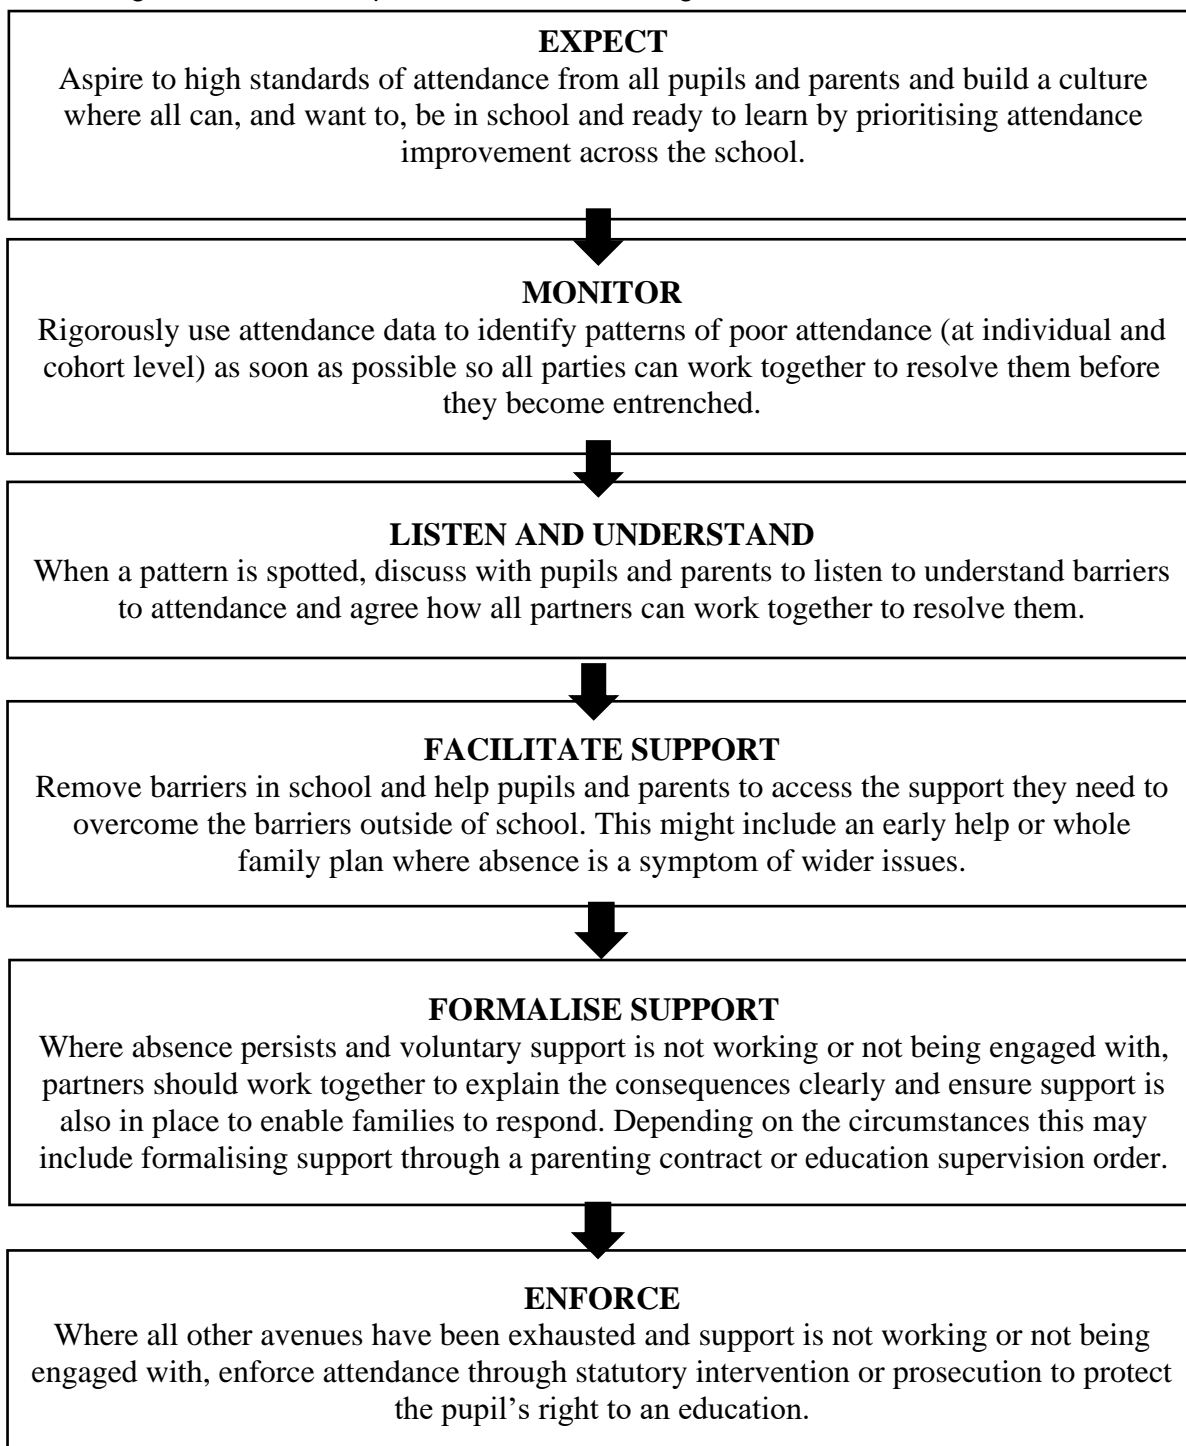 EXPECT
Aspire to high standards of attendance from all pupils and parents and build a culture
where all can, and want to, be in school and ready to learn by prioritising attendance
improvement across the school.
MONITOR
Rigorously use attendance data to identify patterns of poor attendance (at individual and
cohort level) as soon as possible so all parties can work together to resolve them before
they become entrenched.
LISTEN AND UNDERSTAND
When a pattern is spotted, discuss with pupils and parents to listen to understand barriers
to attendance and agree how all partners can work together to resolve them.
FACILITATE SUPPORT
Remove barriers in school and help pupils and parents to access the support they need to
overcome the barriers outside of school. This might include an early help or whole
family plan where absence is a symptom of wider issues.
FORMALISE SUPPORT
Where absence persists and voluntary support is not working or not being engaged with,
partners should work together to explain the consequences clearly and ensure support is
also in place to enable families to respond. Depending on the circumstances this may
include formalising support through a parenting contract or education supervision order.
ENFORCE
Where all other avenues have been exhausted and support is not working or not being
engaged with, enforce attendance through statutory intervention or prosecution to protect
the pupil's right to an education.